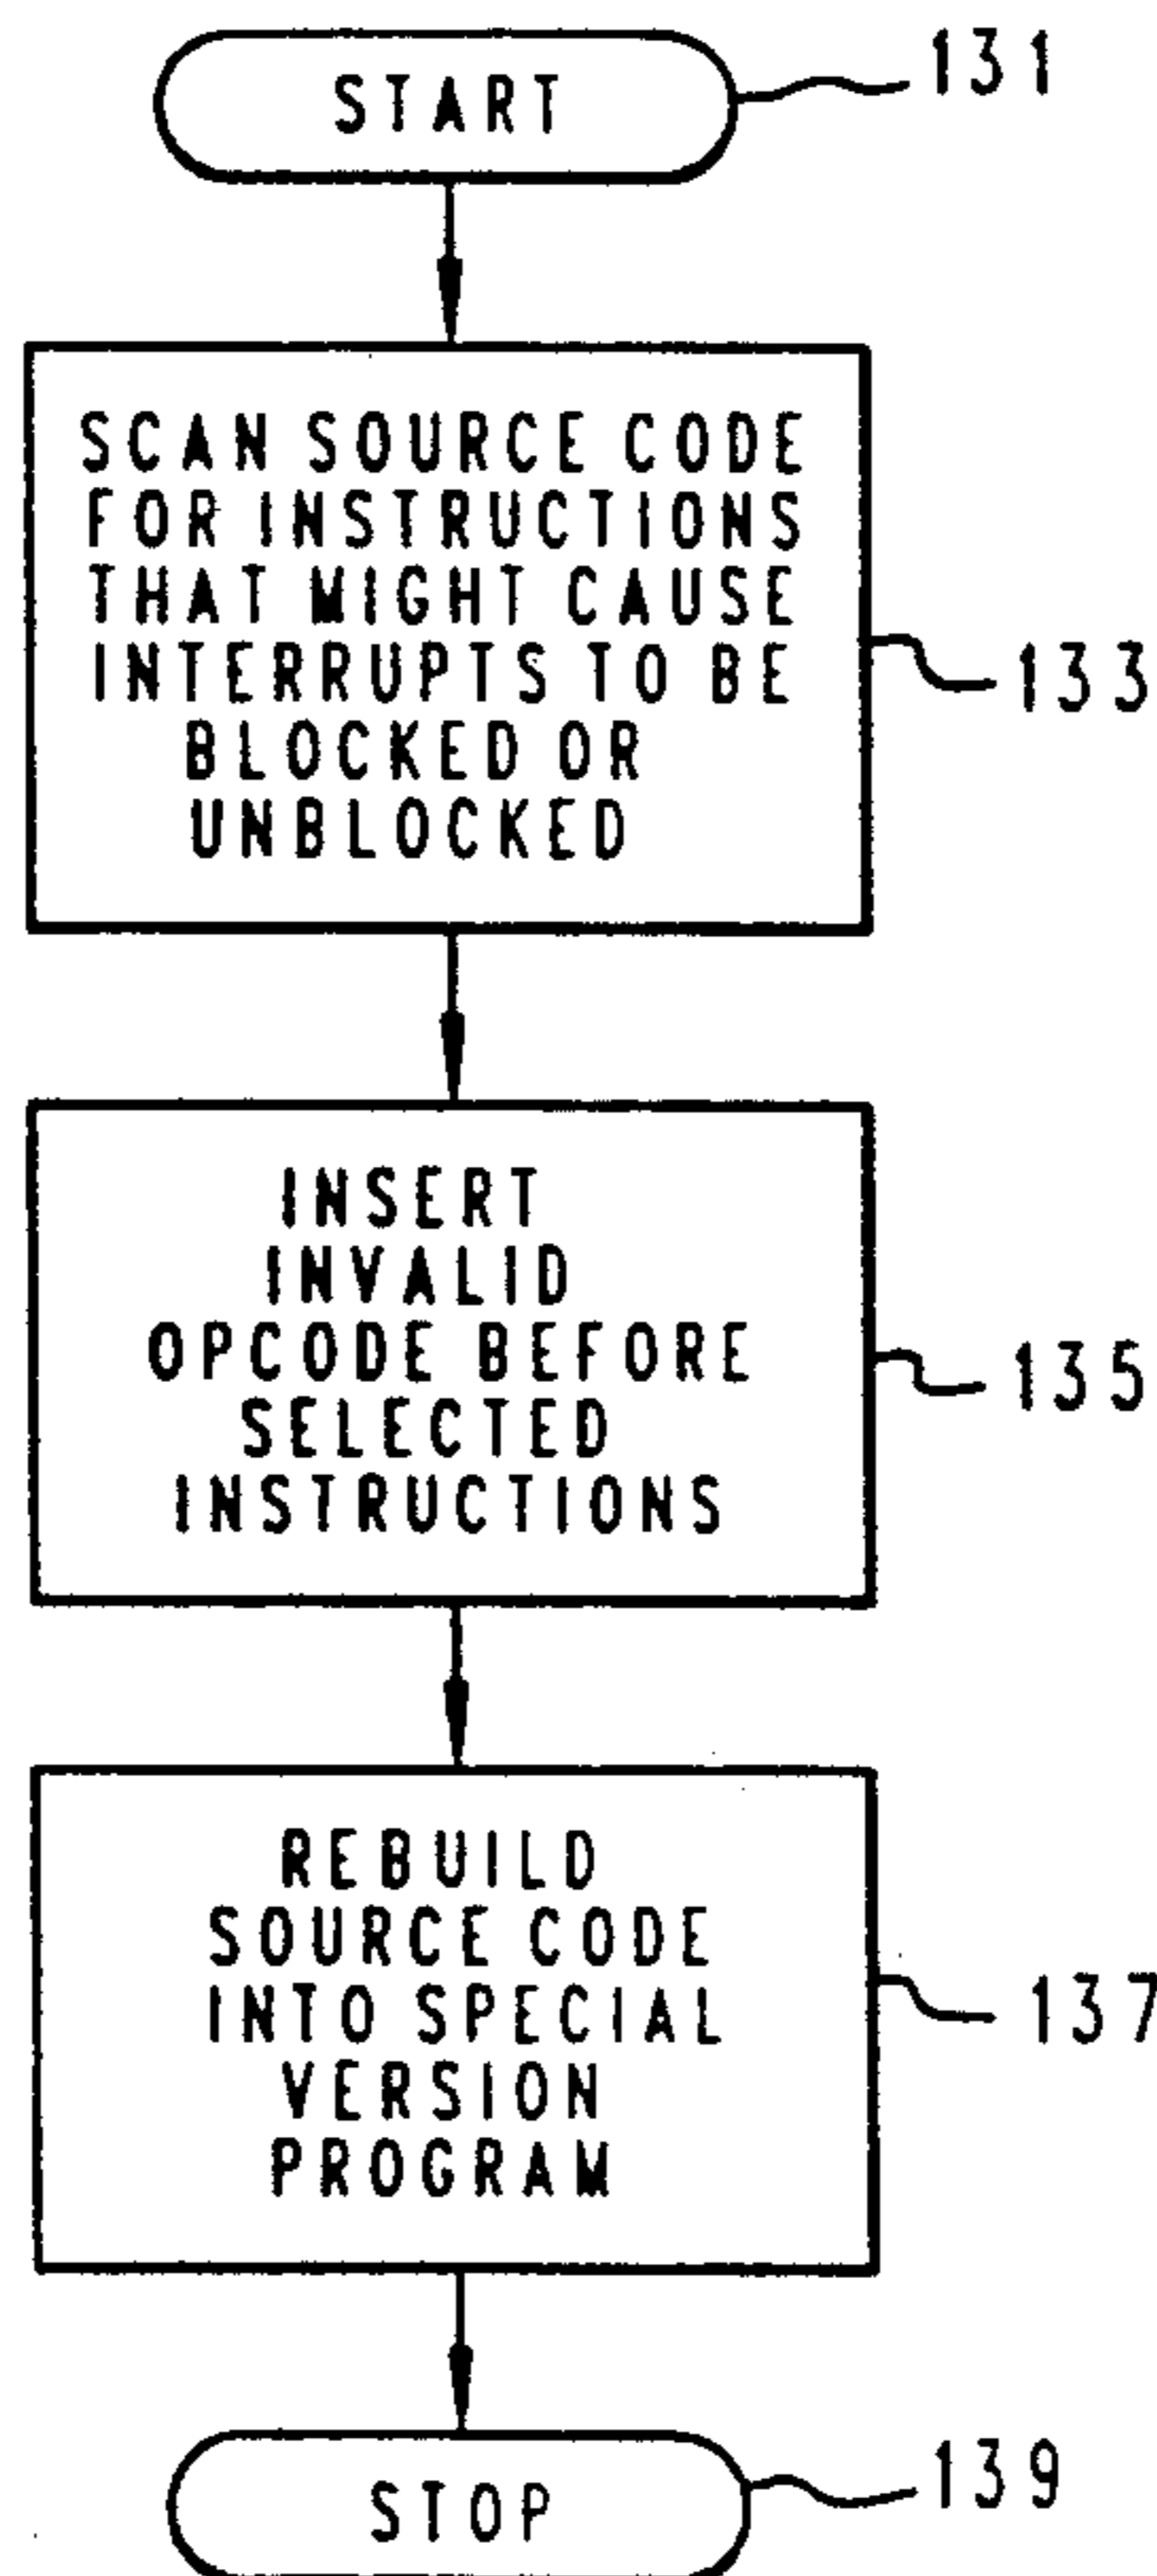 START
131
SCAN SOURCE CODE
FOR INSTRUCTIONS
THAT MIGHT CAUSE
INTERRUPTS TO BE
BLOCKED OR
UNBLOCKED
133
INSERT
INVALID
OPCODE BEFORE
SELECTED
INSTRUCTIONS
135
REBUILD
SOURCE CODE
INTO SPECIAL
VERSION
PROGRAM
137
STOP
139